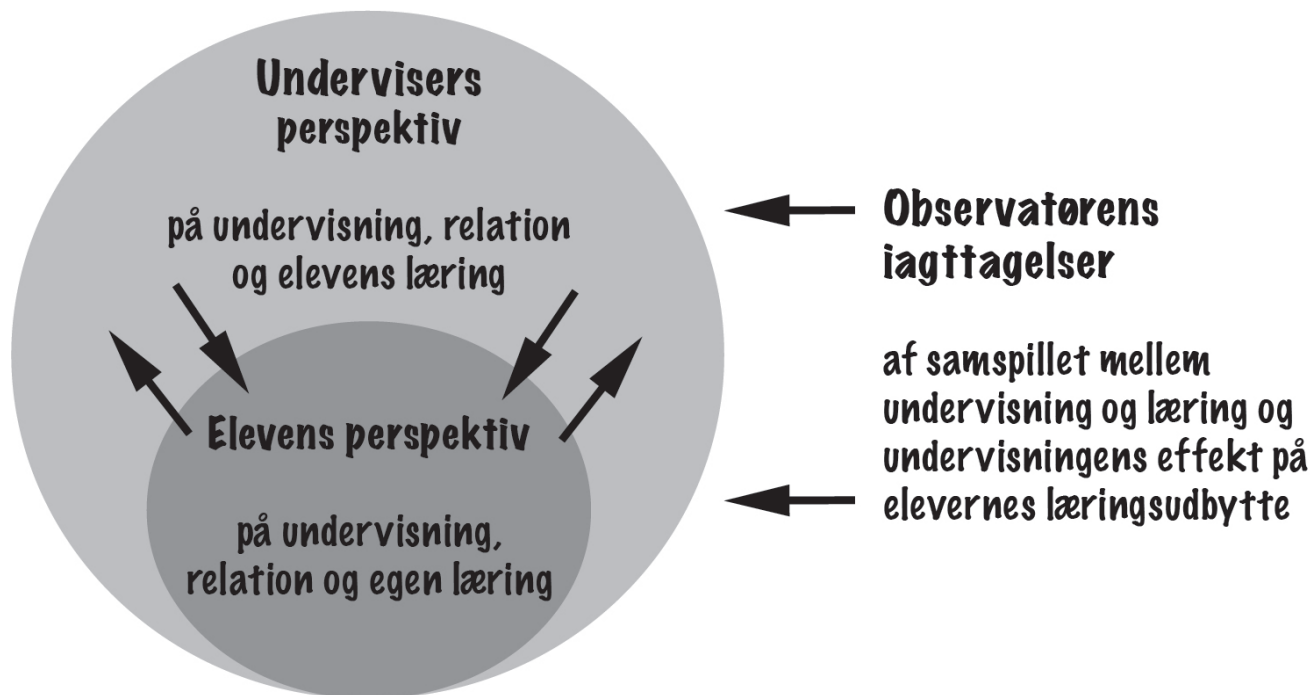 Undervisers
perspektiv
på undervisning, relation
og elevens læring
Elevens perspektiv
på undervisning,
relation og egen læring
Observatørens
iagttagelser
af samspillet mellem
undervisning og læring og
undervisningens effekt på
elevernes læringsudbytte